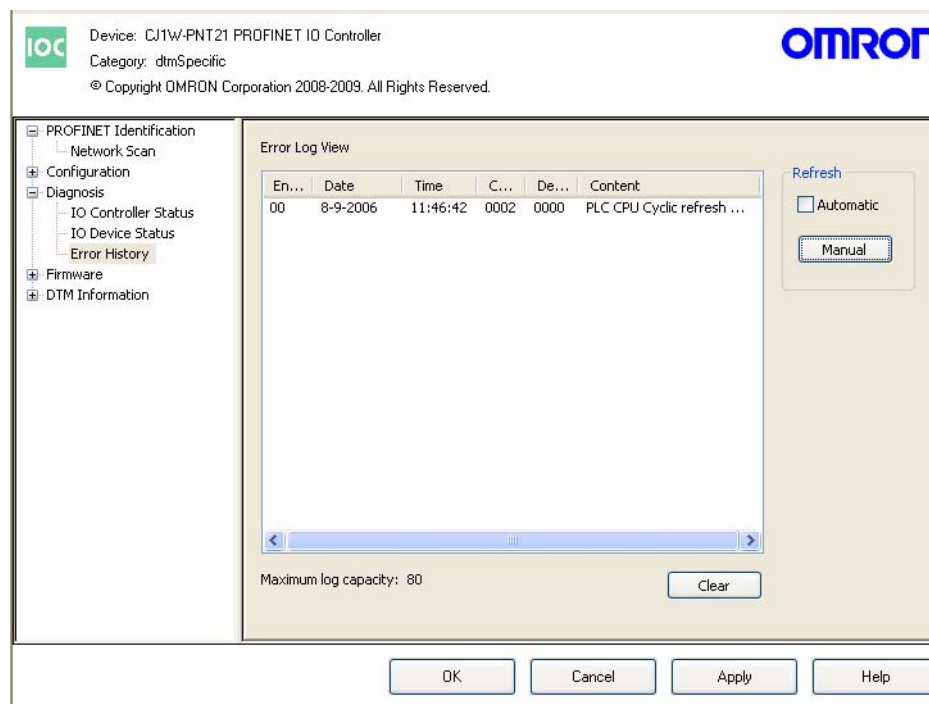 IOC
Device: CJ1W-PNT21 PROFINET IO Controller
Category: dtmSpecific
© Copyright OMRON Corporation 2008-2009. All Rights Reserved.
OMRON
PROFINET Identification
Network Scan
Configuration
Diagnosis
IO Controller Status
IO Device Status
Error History
Firmware
DTM Information
Error Log View
En... Date Time C... De... Content
00 8-9-2006 11:46:42 0002 0000 PLC CPU Cyclic refresh ...
Maximum log capacity: 80
Clear
Refresh
Automatic
Manual
OK Cancel Apply Help